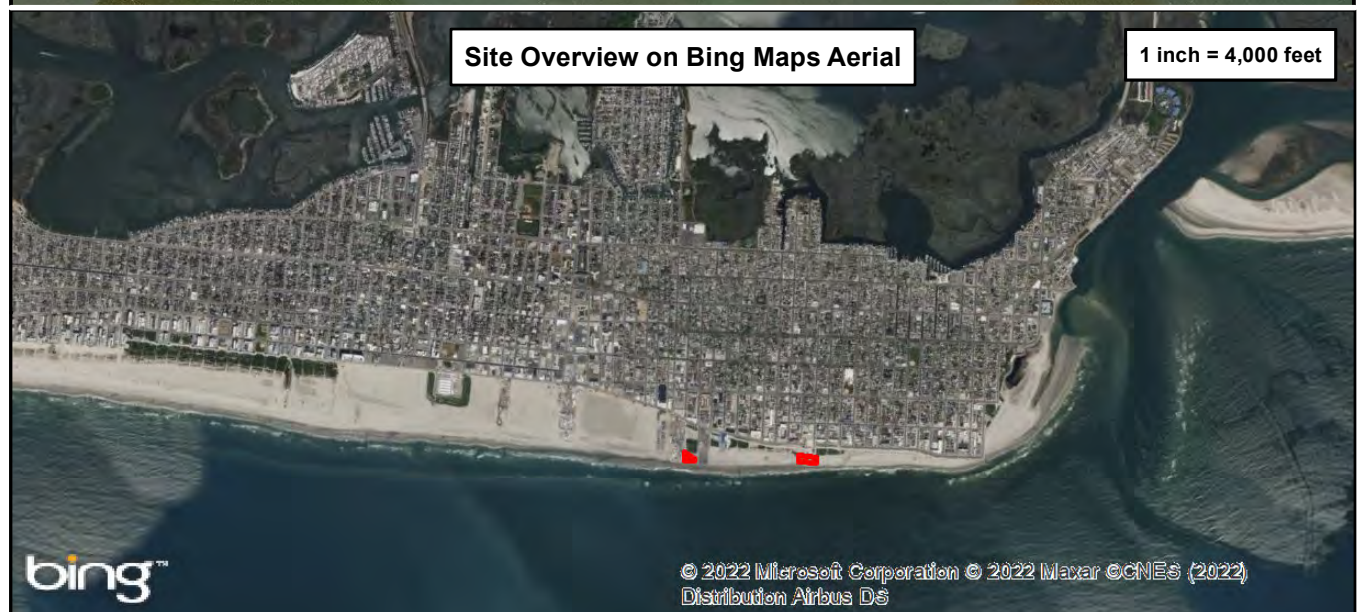 Site Overview on Bing Maps Aerial
1 inch = 4,000 feet
bing™
© 2022 Microsoft Corporation © 2022 Maxar ©CNES (2022)
Distribution Airbus DS